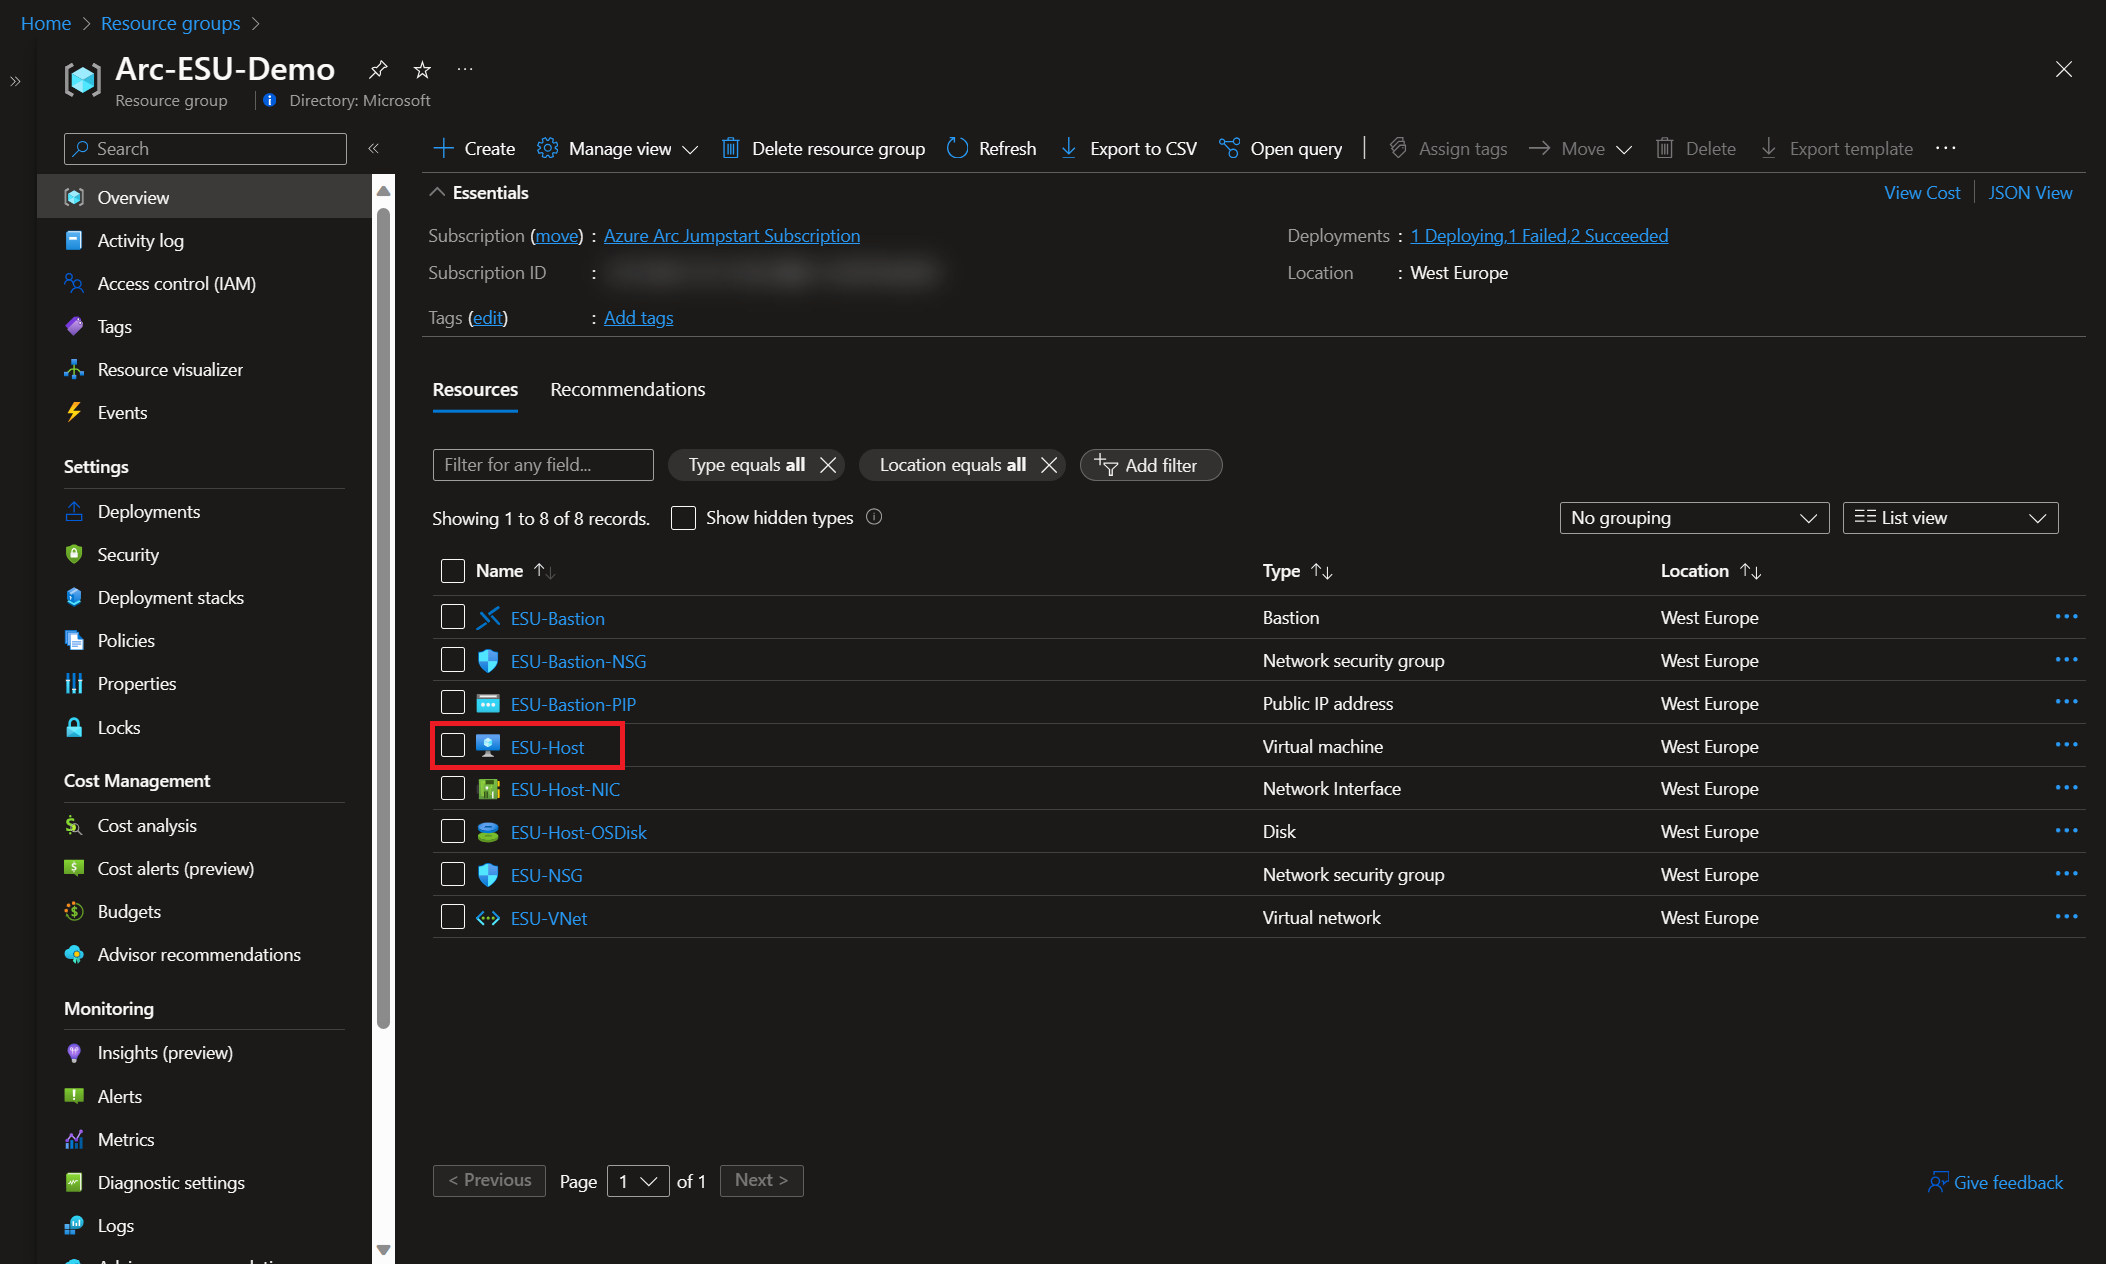 Home > Resource groups >
Arc-ESU-Demo
Resource group
Directory: Microsoft
Search
Create
Manage view
Delete resource group
Refresh
Export to CSV
Open query
Assign tags
Move
Delete
Export template
Overview
Activity log
Access control (IAM)
Tags
Resource visualizer
Events
Settings
Deployments
Security
Deployment stacks
Policies
Properties
Locks
Cost Management
Cost analysis
Cost alerts (preview)
Budgets
Advisor recommendations
Monitoring
Insights (preview)
Alerts
Metrics
Diagnostic settings
Logs
Essentials
View Cost
JSON View
Subscription (move) : Azure Arc Jumpstart Subscription
Deployments : 1 Deploying,1 Failed,2 Succeeded
Subscription ID :
Location : West Europe
Tags (edit) : Add tags
Resources
Recommendations
Filter for any field...
Type equals all
Location equals all
Add filter
Showing 1 to 8 of 8 records.
Show hidden types
No grouping
List view
Name Type Location
ESU-Bastion Bastion West Europe
ESU-Bastion-NSG Network security group West Europe
ESU-Bastion-PIP Public IP address West Europe
ESU-Host Virtual machine West Europe
ESU-Host-NIC Network Interface West Europe
ESU-Host-OSDisk Disk West Europe
ESU-NSG Network security group West Europe
ESU-VNet Virtual network West Europe
< Previous Page 1 of 1 Next >
Give feedback